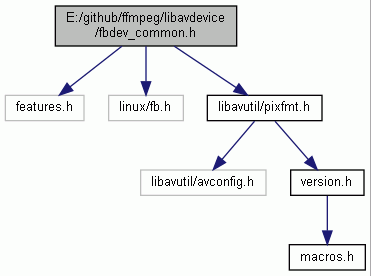 E:/github/ffmpeg/libavdevice
/fbdev_common.h
features.h
linux/fb.h
libavutil/pixfmt.h
libavutil/avconfig.h
version.h
macros.h